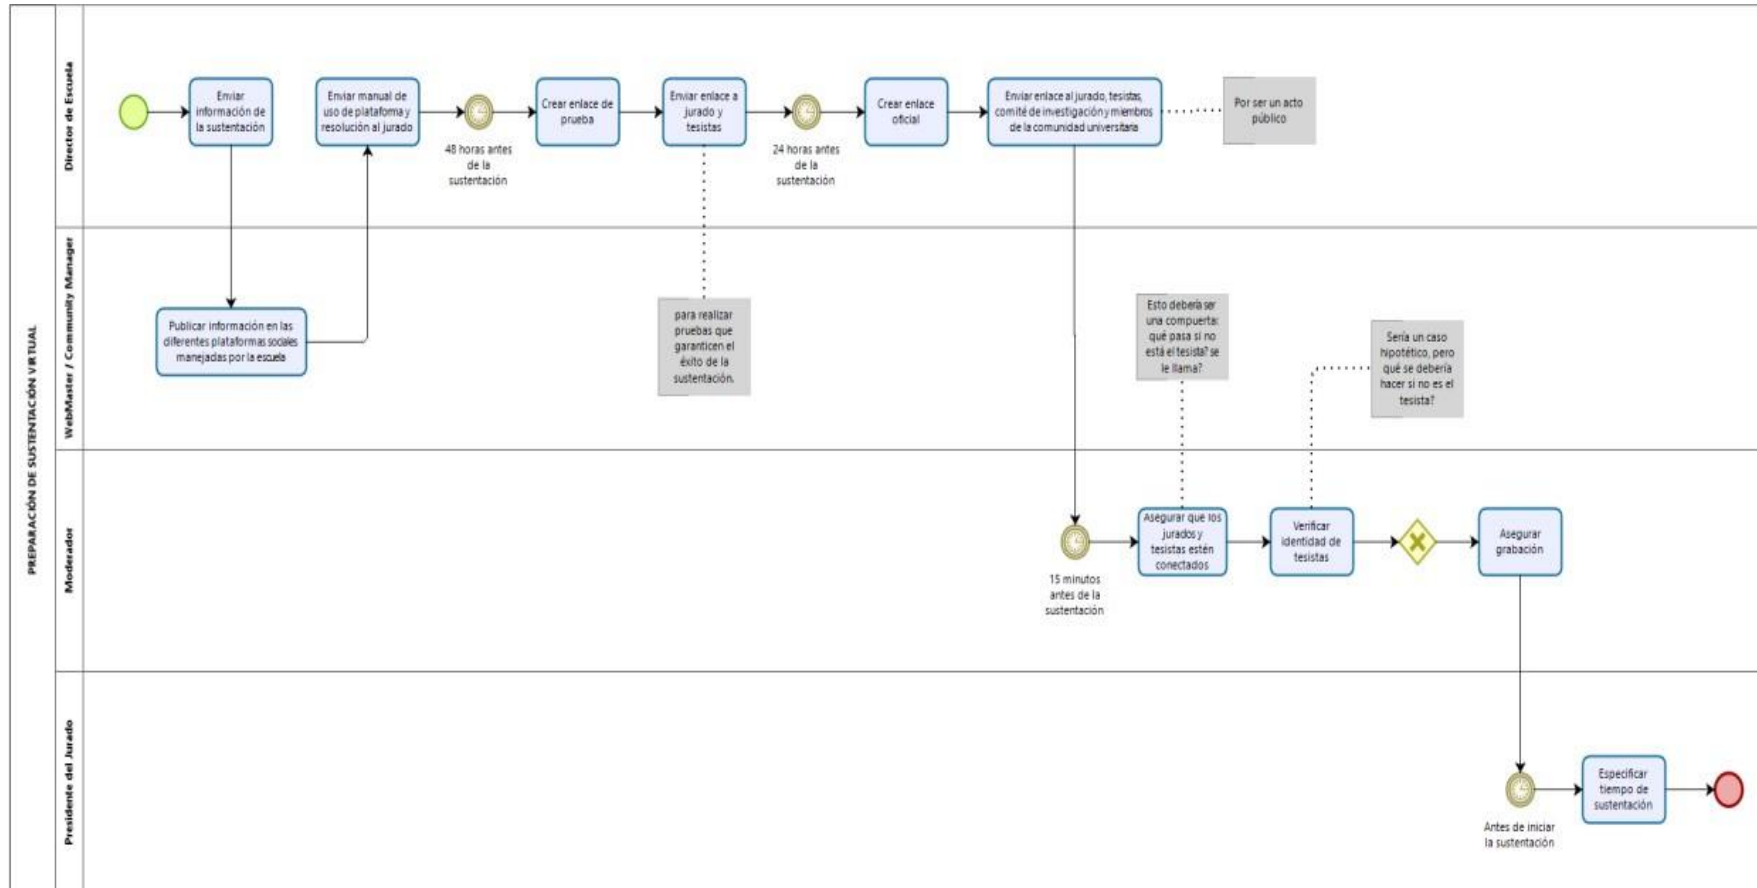 PREPARACIÓN DE SUSTENTACIÓN VIRTUAL
Director de Escuela
Enviar
información de
la sustentación
Enviar manual de
uso de plataforma y
resolución al jurado
48 horas antes
de la
sustentación
Crear enlace de
prueba
Enviar enlace a
jurado y
tesistas
24 horas antes
de la
sustentación
Crear enlace
oficial
Enviar enlace al jurado, tesistas,
comité de investigación y miembros
de la comunidad universitaria
Por ser un acto
público
WebMaster / Community Manager
Publicar información en las
diferentes plataformas sociales
manejadas por la escuela
para realizar
pruebas que
garanticen el
éxito de la
sustentación.
Esto debería ser
una compuerta:
qué pasa si no
está el tesista? se
le llama?
Sería un caso
hipotético, pero
qué se debería
hacer si no es el
tesista?
Moderador
15 minutos
antes de la
sustentación
Asegurar que los
jurados y
tesistas estén
conectados
Verificar
identidad de
tesistas
Asegurar
grabación
Presidente del Jurado
Antes de iniciar
la sustentación
Especificar
tiempo de
sustentación